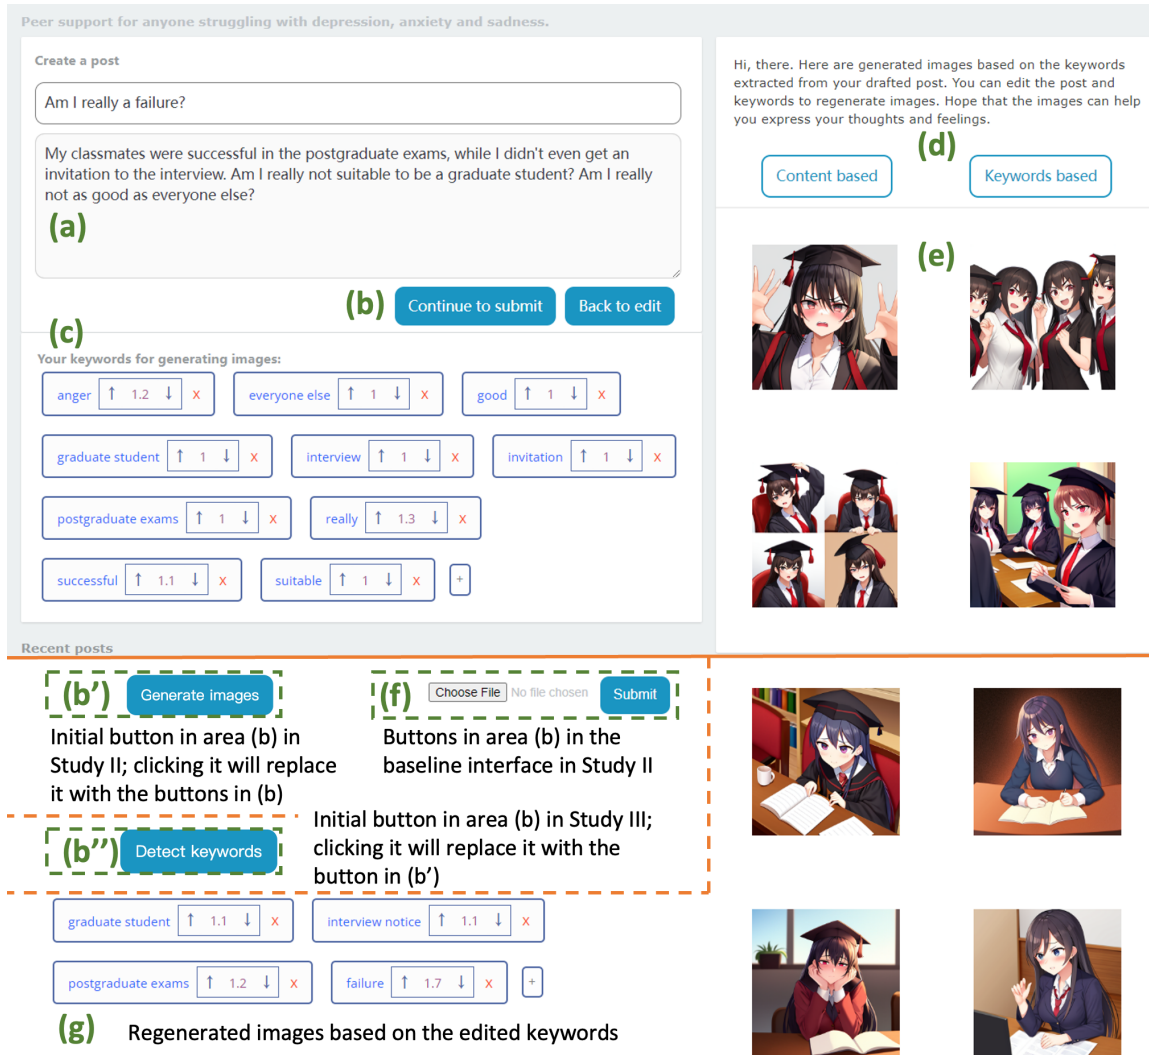 Peer support for anyone struggling with depression, anxiety and sadness.
Create a post
Am I really a failure?
My classmates were successful in the postgraduate exams, while I didn't even get an
invitation to the interview. Am I really not suitable to be a graduate student? Am I really
not as good as everyone else?
(a)
(b) Continue to submit Back to edit
(c)
Your keywords for generating images:
anger ↑ 1.2 ↓ X everyone else ↑ 1 ↓ X good ↑ 1 ↓ X
graduate student ↑ 1 ↓ X interview ↑ 1 ↓ X invitation ↑ 1 ↓ X
postgraduate exams ↑ 1 ↓ X really ↑ 1.3 ↓ X
successful ↑ 1.1 ↓ X suitable ↑ 1 ↓ X +
Recent posts
Hi, there. Here are generated images based on the keywords
extracted from your drafted post. You can edit the post and
keywords to regenerate images. Hope that the images can help
you express your thoughts and feelings.
(d)
Content based Keywords based
(e)
(b') Generate images
Initial button in area (b) in
Study II; clicking it will replace
it with the buttons in (b)
(f) Choose File No file chosen Submit
Buttons in area (b) in the
baseline interface in Study II
(b'') Detect keywords
Initial button in area (b) in Study III;
clicking it will replace it with the
button in (b')
graduate student ↑ 1.1 ↓ X interview notice ↑ 1.1 ↓ X
postgraduate exams ↑ 1.2 ↓ X failure ↑ 1.7 ↓ X +
(g) Regenerated images based on the edited keywords